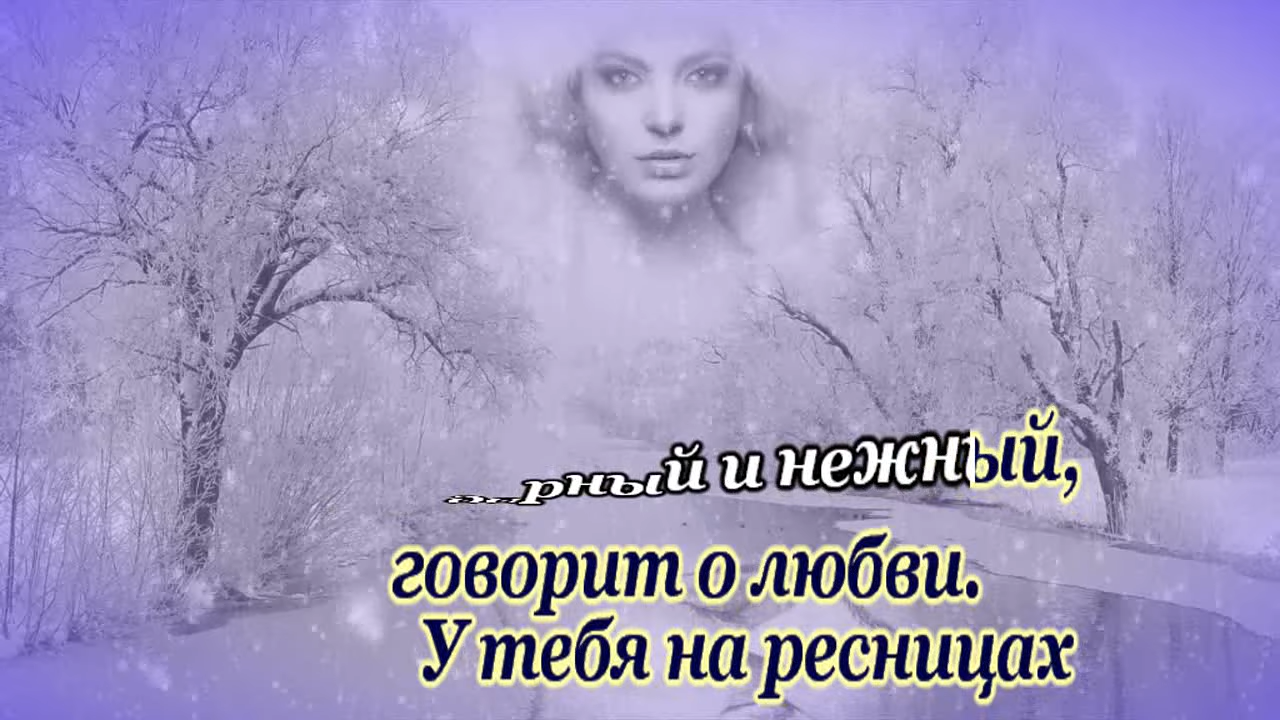 и нежный,
говорит о любви.
У тебя на ресницах